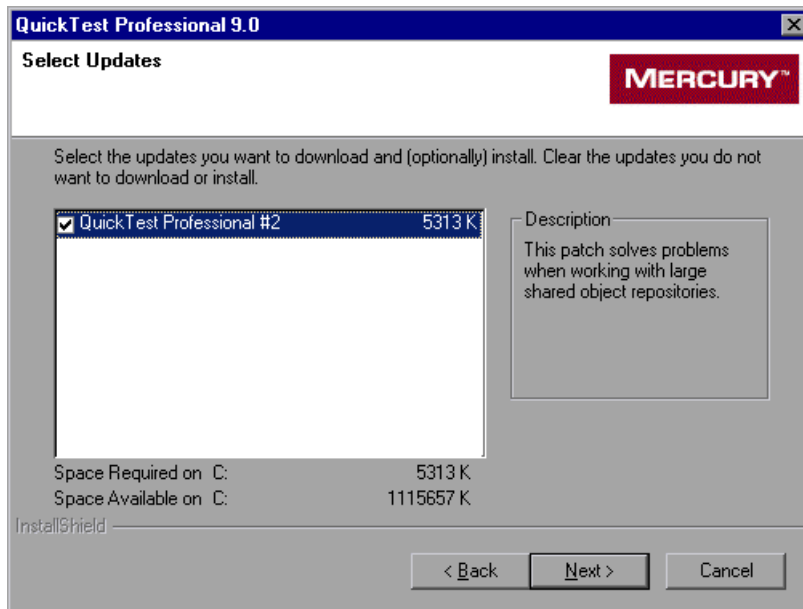 QuickTest Professional 9.0
Select Updates
MERCURY™
Select the updates you want to download and (optionally) install. Clear the updates you do not
want to download or install.
QuickTest Professional #2 5313 K
Description
This patch solves problems
when working with large
shared object repositories.
Space Required on C: 5313 K
Space Available on C: 1115657 K
InstallShield
< Back Next > Cancel